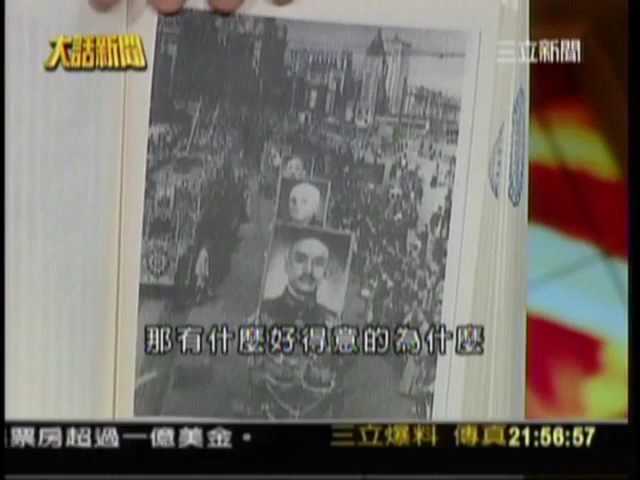 大話新聞
三立新聞
那有什麼好得意的為什麼
票房超過一億美金。
三立爆料 傳真21:56:57